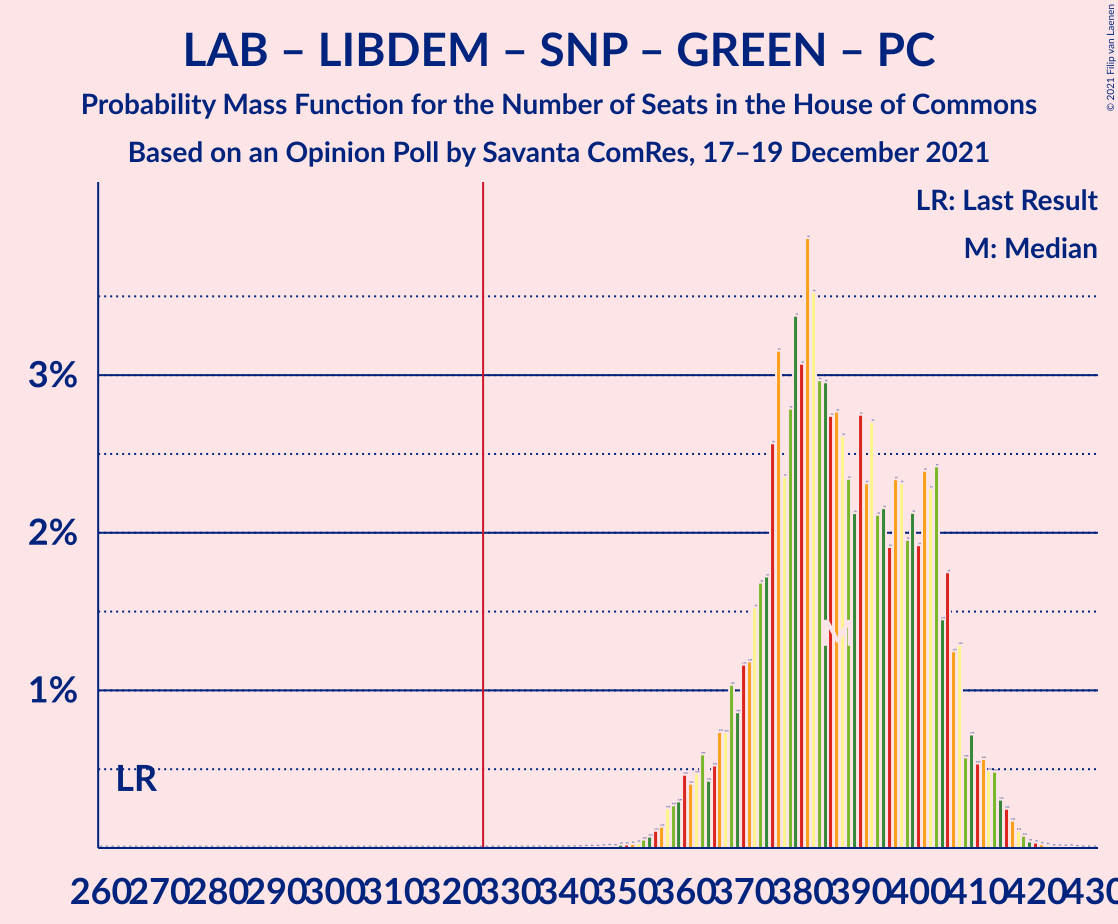 LAB – LIBDEM – SNP – GREEN – PC
Probability Mass Function for the Number of Seats in the House of Commons
Based on an Opinion Poll by Savanta ComRes, 17–19 December 2021
© 2021 Filip van Laenen
LR: Last Result
M: Median
3%
2%
1%
LR
M
260 270 280 290 300 310 320 330 340 350 360 370 380 390 400 410 420 430